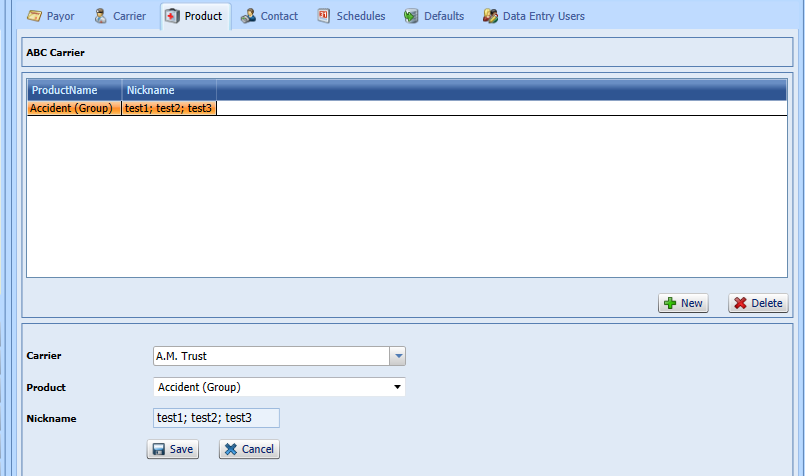 Payor Carrier Product Contact Schedules Defaults Data Entry Users
ABC Carrier
ProductName Nickname
Accident (Group) test1; test2; test3
New Delete
Carrier A.M. Trust
Product Accident (Group)
Nickname test1; test2; test3
Save Cancel